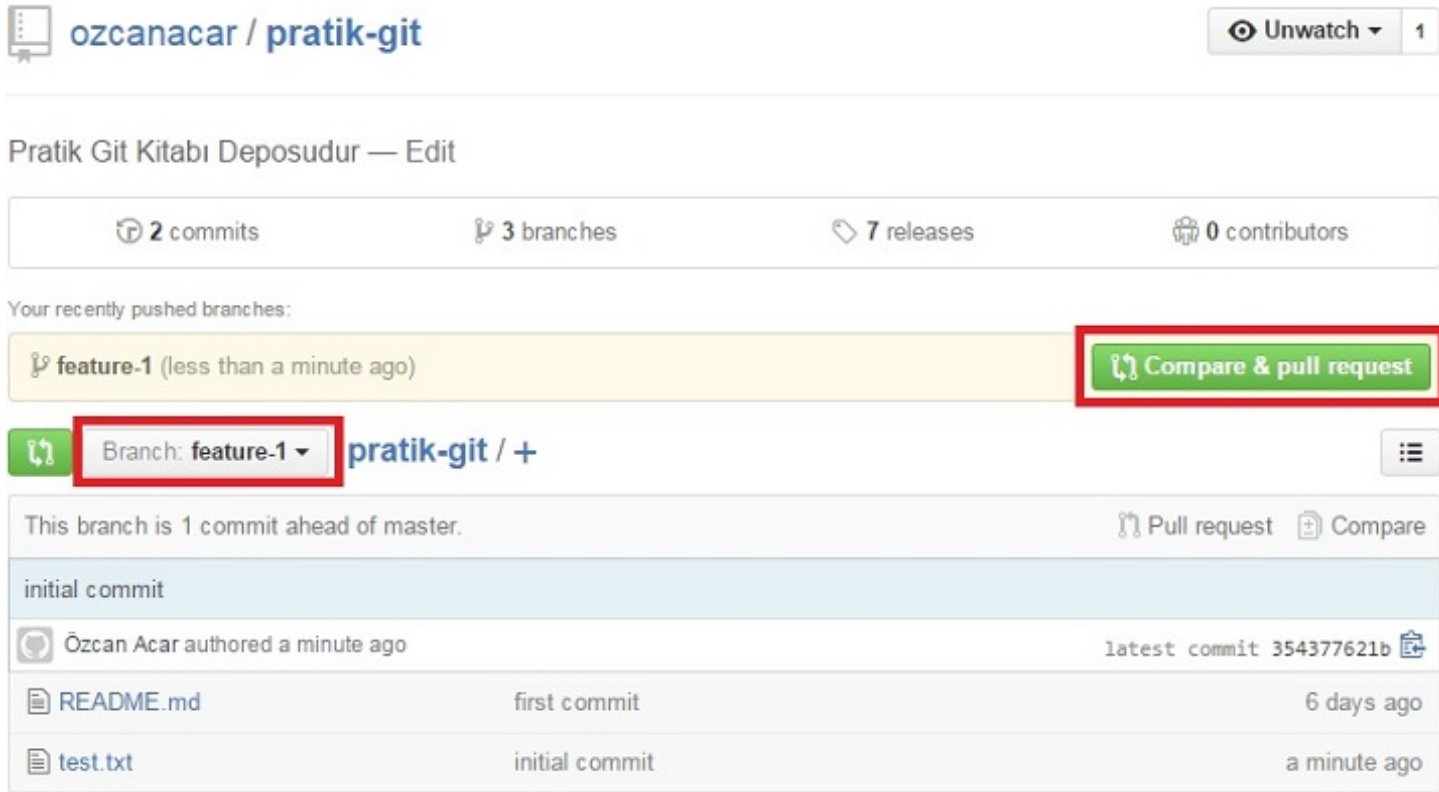 ozcanacar / pratik-git
Unwatch 1
Pratik Git Kitabı Deposudur — Edit
2 commits 3 branches 7 releases 0 contributors
Your recently pushed branches:
feature-1 (less than a minute ago) Compare & pull request
Branch: feature-1 pratik-git / +
This branch is 1 commit ahead of master. Pull request Compare
initial commit
Özcan Acar authored a minute ago latest commit 354377621b
README.md first commit 6 days ago
test.txt initial commit a minute ago